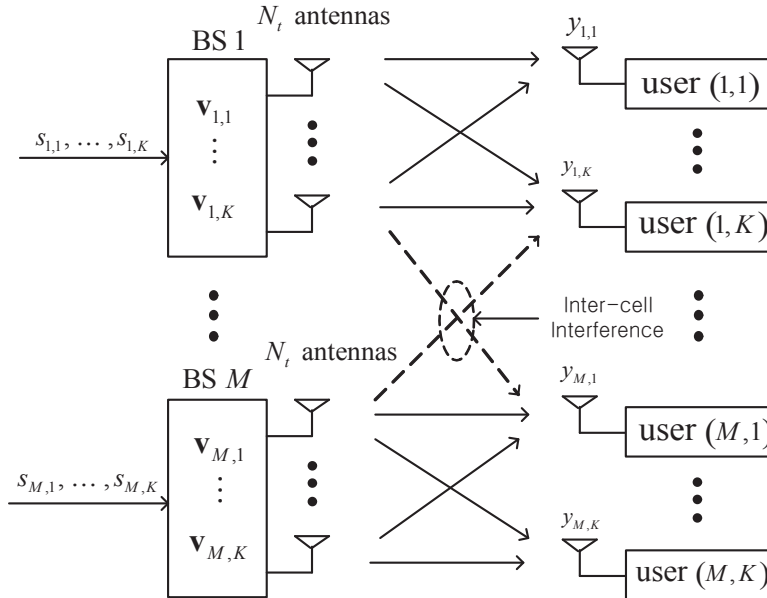 N_t antennas
BS 1
v_{1,1}
⋮
v_{1,K}
s_{1,1}, … , s_{1,K}
y_{1,1}
user (1,1)
y_{1,K}
user (1, K)
Inter-cell
Interference
N_t antennas
BS M
v_{M,1}
⋮
v_{M,K}
s_{M,1}, … , s_{M,K}
y_{M,1}
user (M,1)
y_{M,K}
user (M, K)